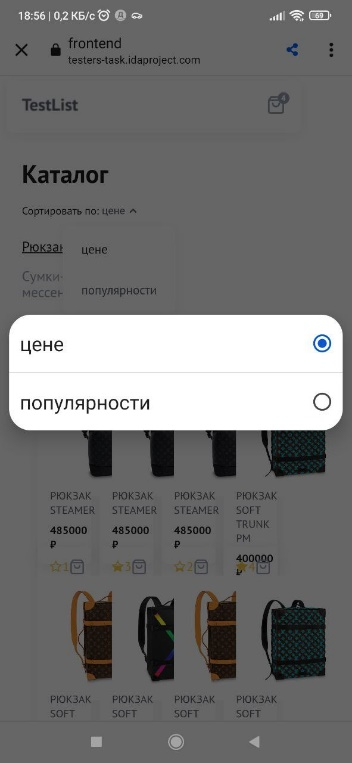 18:56 | 0,2 КБ/с
69
frontend
testers-task.idaproject.com
TestList
4
Каталог
Сортировать по: цене
Рюкза
цене
Сумки-
мессен
популярности
цене
популярности
РЮКЗАК STEAMER
РЮКЗАК STEAMER
РЮКЗАК STEAMER
РЮКЗАК SOFT TRUNK PM
485000 ₽
485000 ₽
485000 ₽
400000 ₽
1
3
2
4
РЮКЗАК SOFT
РЮКЗАК SOFT
РЮКЗАК SOFT
РЮКЗАК SOFT